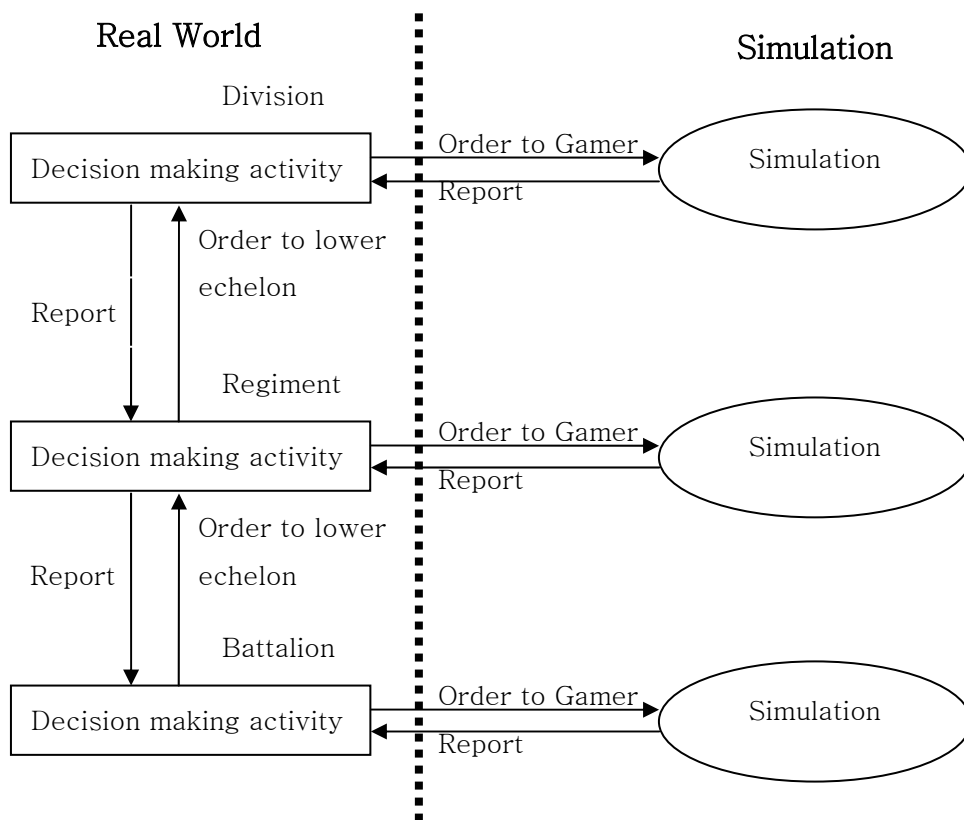 Real World
Simulation
Division
Decision making activity
Order to Gamer
Report
Simulation
Order to lower
echelon
Report
Regiment
Decision making activity
Order to Gamer
Report
Simulation
Order to lower
echelon
Report
Battalion
Decision making activity
Order to Gamer
Report
Simulation